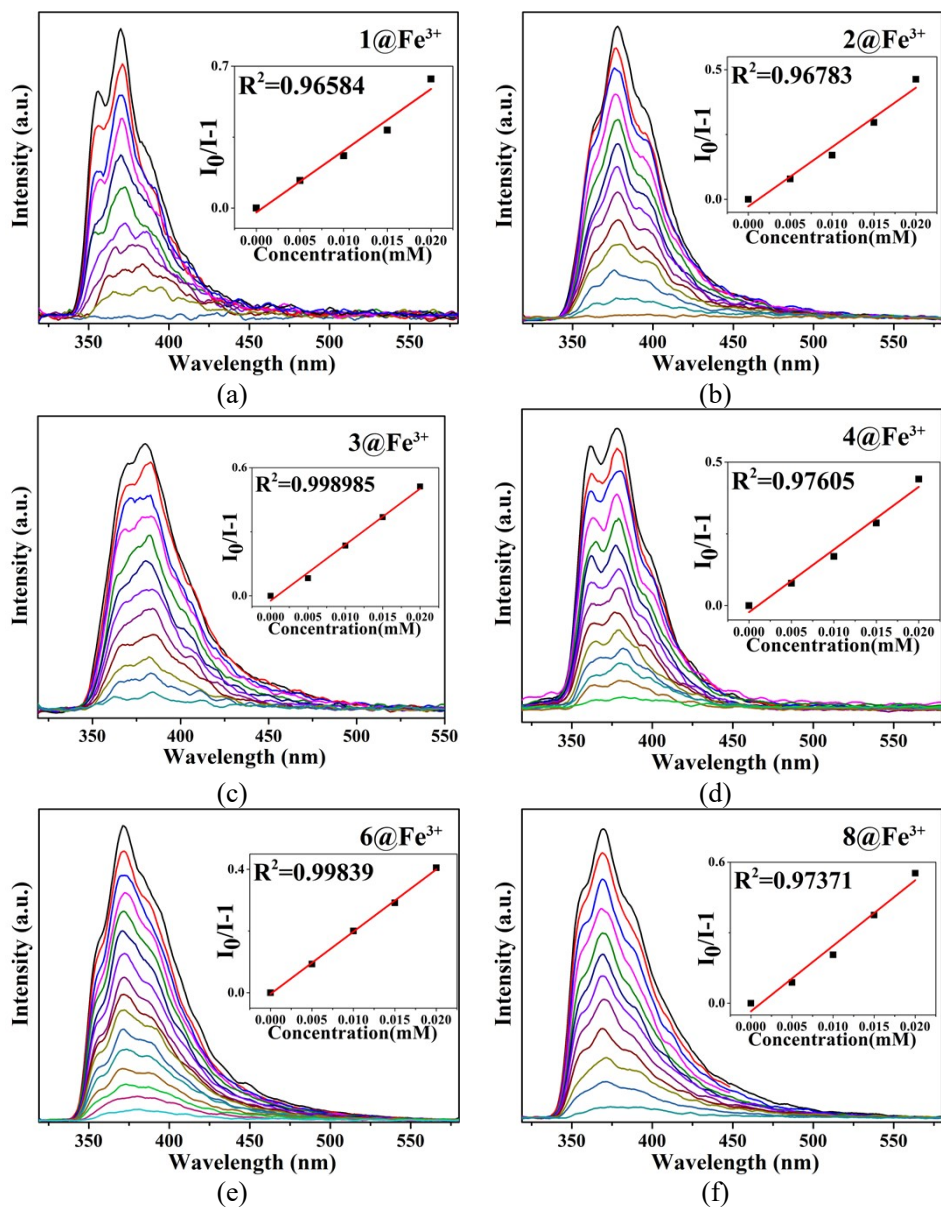 1@Fe³⁺
R²=0.96584
0.7
0.0
I₀/I-1
0.000 0.005 0.010 0.015 0.020
Concentration(mM)
Intensity (a.u.)
350 400 450 500 550
Wavelength (nm)
(a)
2@Fe³⁺
R²=0.96783
0.5
0.0
I₀/I-1
0.000 0.005 0.010 0.015 0.020
Concentration(mM)
Intensity (a.u.)
350 400 450 500 550
Wavelength (nm)
(b)
3@Fe³⁺
R²=0.998985
0.6
0.0
I₀/I-1
0.000 0.005 0.010 0.015 0.020
Concentration(mM)
Intensity (a.u.)
350 400 450 500 550
Wavelength (nm)
(c)
4@Fe³⁺
R²=0.97605
0.5
0.0
I₀/I-1
0.000 0.005 0.010 0.015 0.020
Concentration(mM)
Intensity (a.u.)
350 400 450 500 550
Wavelength (nm)
(d)
6@Fe³⁺
R²=0.99839
0.4
0.0
I₀/I-1
0.000 0.005 0.010 0.015 0.020
Concentration(mM)
Intensity (a.u.)
350 400 450 500 550
Wavelength (nm)
(e)
8@Fe³⁺
R²=0.97371
0.6
0.0
I₀/I-1
0.000 0.005 0.010 0.015 0.020
Concentration(mM)
Intensity (a.u.)
350 400 450 500 550
Wavelength (nm)
(f)